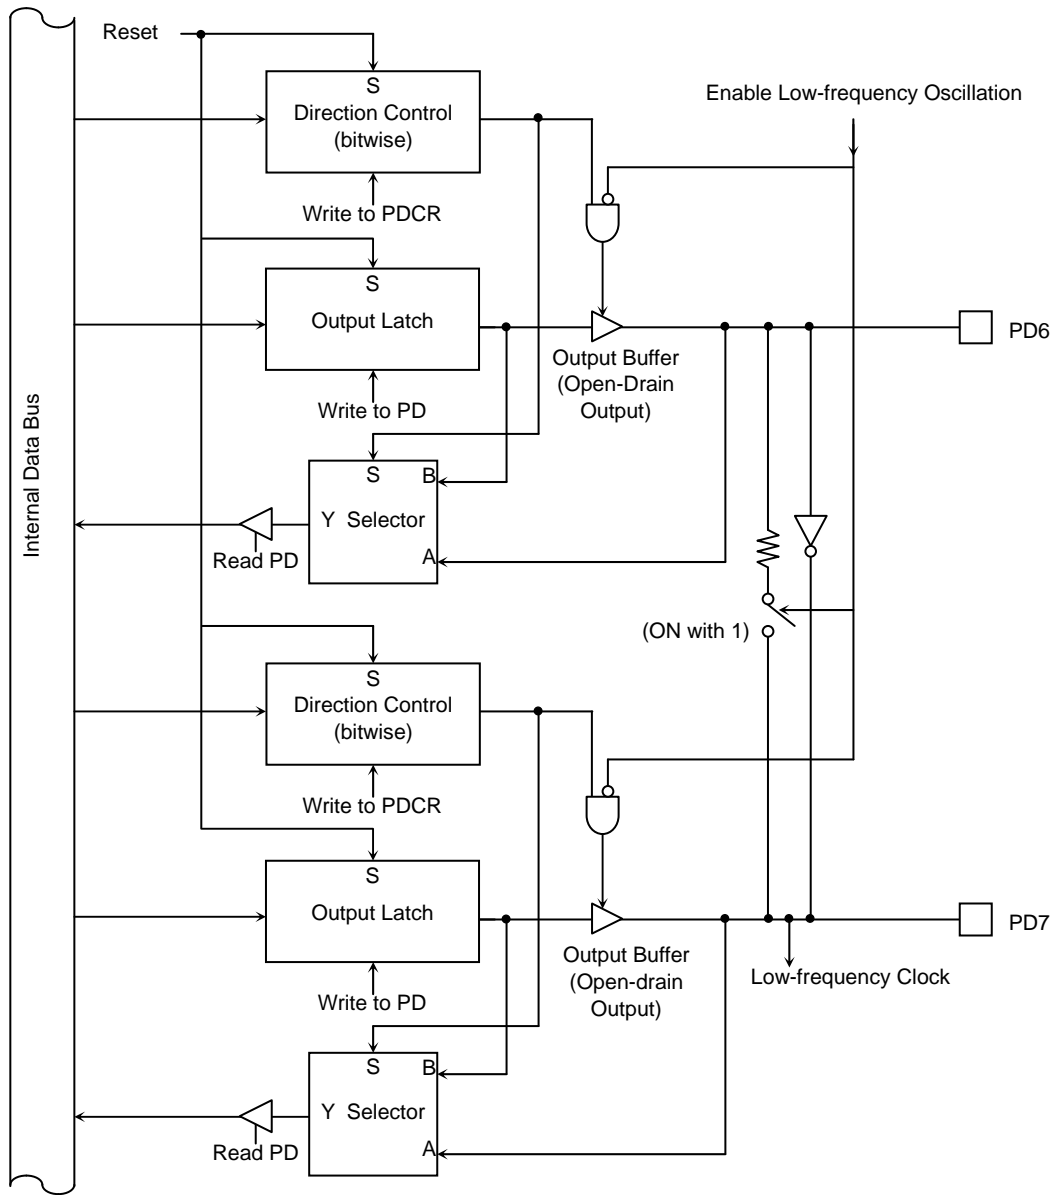 Reset
S
Direction Control
(bitwise)
Enable Low-frequency Oscillation
Write to PDCR
S
Output Latch
PD6
Output Buffer
(Open-Drain
Output)
Write to PD
Internal Data Bus
S
B
Y Selector
Read PD
A
(ON with 1)
S
Direction Control
(bitwise)
Write to PDCR
S
Output Latch
PD7
Output Buffer
(Open-drain
Output)
Low-frequency Clock
Write to PD
S
B
Y Selector
Read PD
A